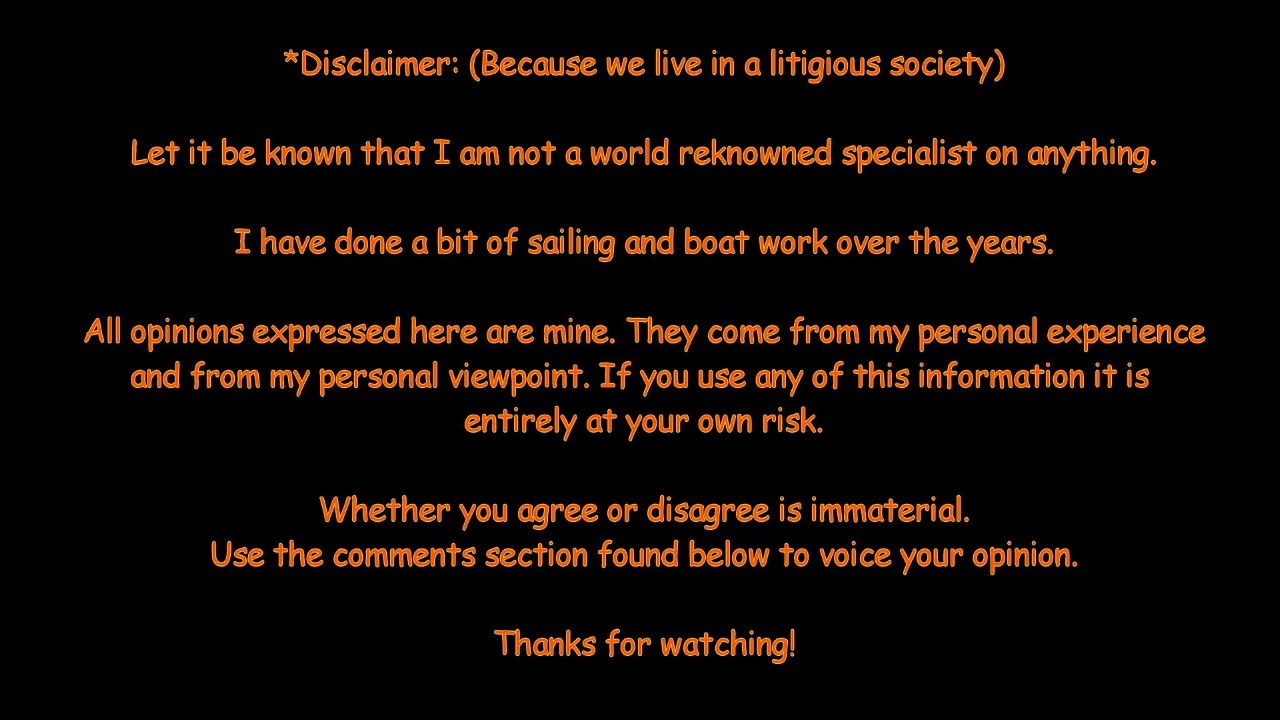 *Disclaimer: (Because we live in a litigious society)
Let it be known that I am not a world reknowned specialist on anything.
I have done a bit of sailing and boat work over the years.
All opinions expressed here are mine. They come from my personal experience
and from my personal viewpoint. If you use any of this information it is
entirely at your own risk.
Whether you agree or disagree is immaterial.
Use the comments section found below to voice your opinion.
Thanks for watching!